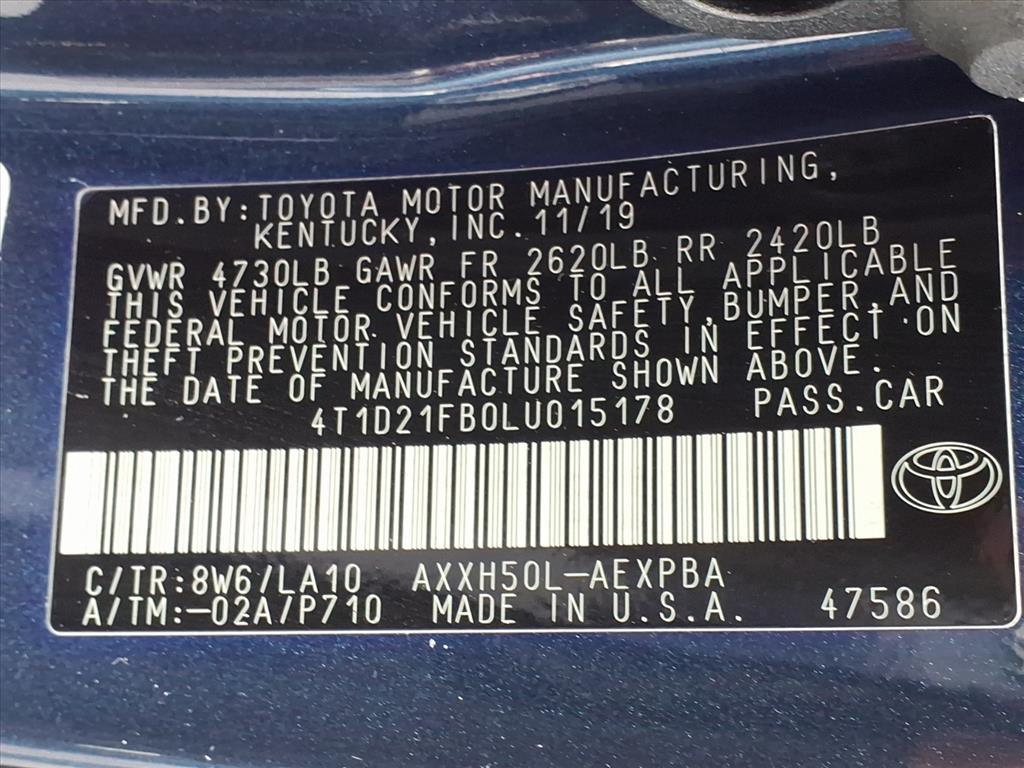 MFD.BY:TOYOTA MOTOR MANUFACTURING,
KENTUCKY,INC.11/19
GVWR 4730LB GAWR FR 2620LB RR 2420LB
THIS VEHICLE CONFORMS TO ALL APPLICABLE
FEDERAL MOTOR VEHICLE SAFETY,BUMPER,AND
THEFT PREVENTION STANDARDS IN EFFECT ON
THE DATE OF MANUFACTURE SHOWN ABOVE.
4T1D21FB0LU015178 PASS.CAR
C/TR:8W6/LA10 AXXH50L-AEXPBA
A/TM:-02A/P710 MADE IN U.S.A. 47586